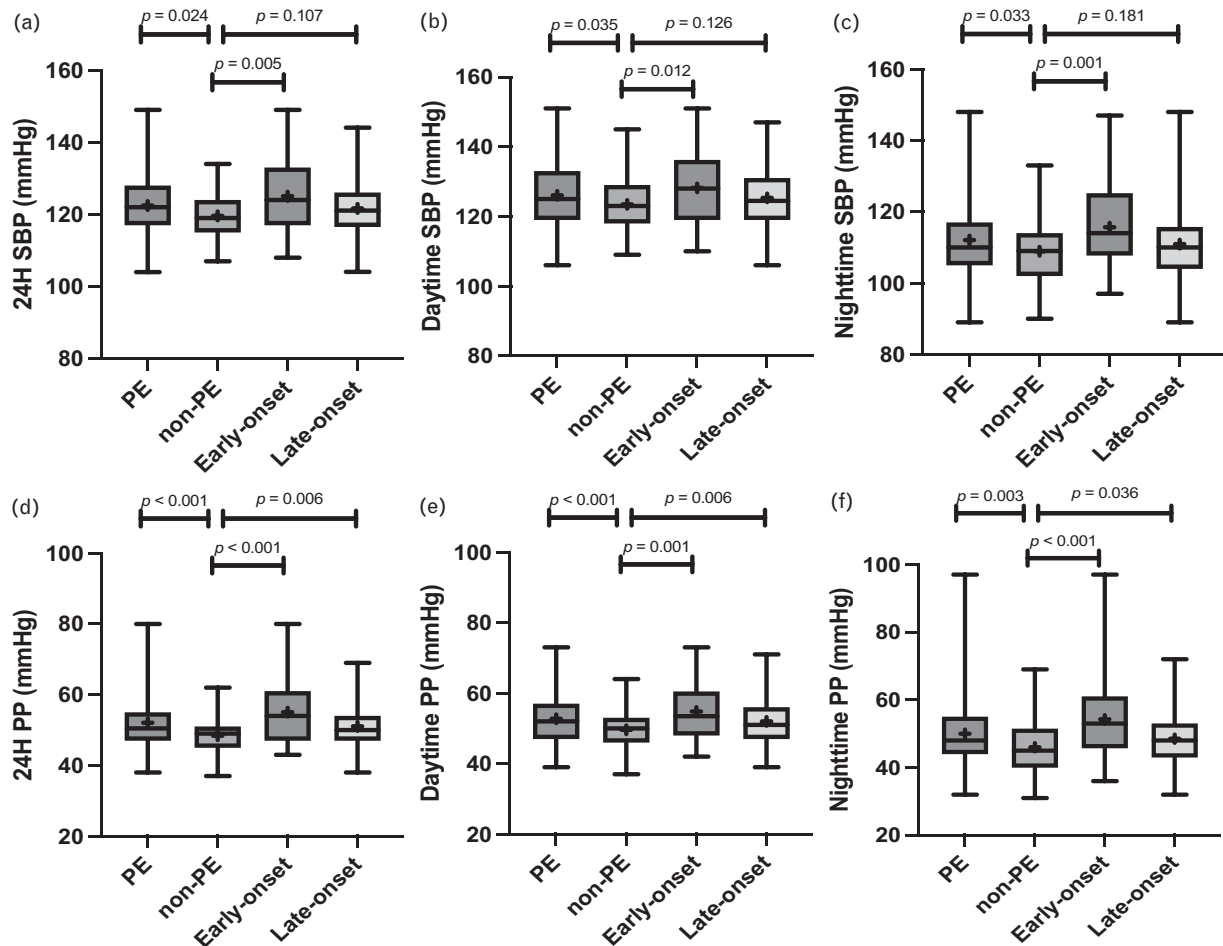 (a)
p = 0.024
p = 0.107
p = 0.005
24H SBP (mmHg)
160
140
120
100
80
PE
non-PE
Early-onset
Late-onset
(b)
p = 0.035
p = 0.126
p = 0.012
Daytime SBP (mmHg)
160
140
120
100
80
PE
non-PE
Early-onset
Late-onset
(c)
p = 0.033
p = 0.181
p = 0.001
Nighttime SBP (mmHg)
160
140
120
100
80
PE
non-PE
Early-onset
Late-onset
(d)
p < 0.001
p = 0.006
p < 0.001
24H PP (mmHg)
100
80
60
40
20
PE
non-PE
Early-onset
Late-onset
(e)
p < 0.001
p = 0.006
p = 0.001
Daytime PP (mmHg)
100
80
60
40
20
PE
non-PE
Early-onset
Late-onset
(f)
p = 0.003
p = 0.036
p < 0.001
Nighttime PP (mmHg)
100
80
60
40
20
PE
non-PE
Early-onset
Late-onset